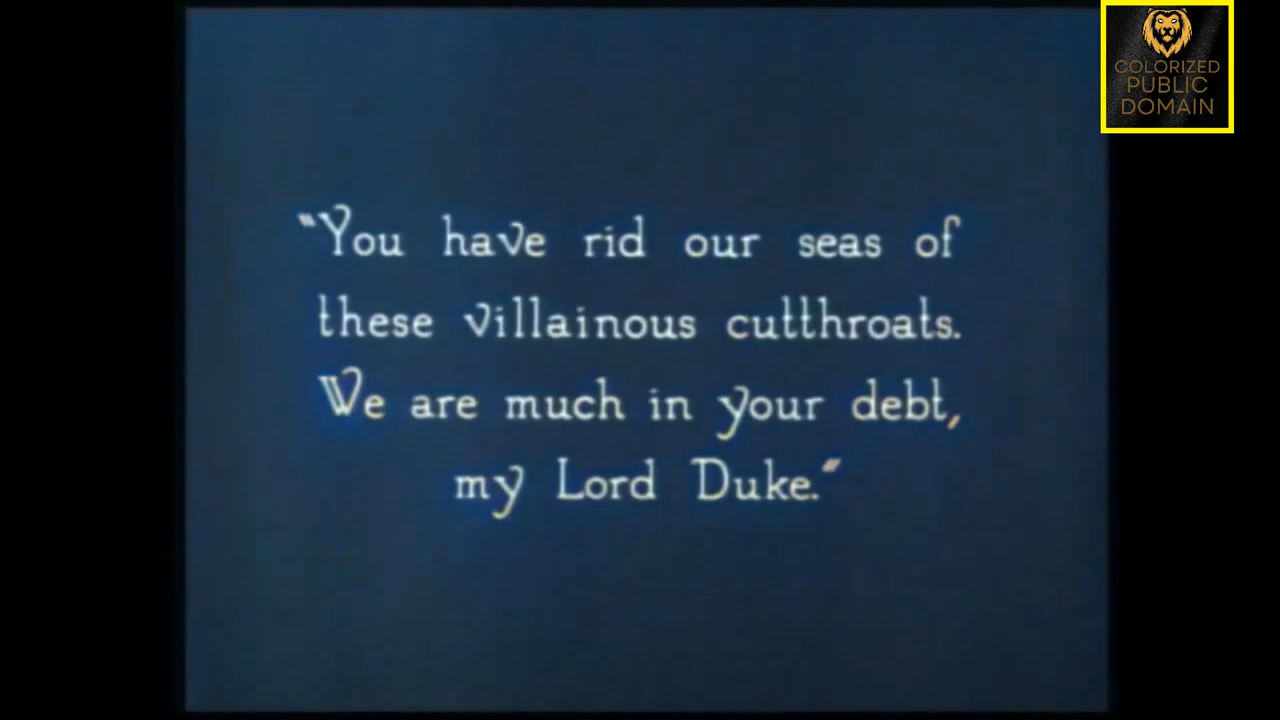 COLORIZED
PUBLIC
DOMAIN
"You have rid our seas of
these villainous cutthroats.
We are much in your debt,
my Lord Duke."